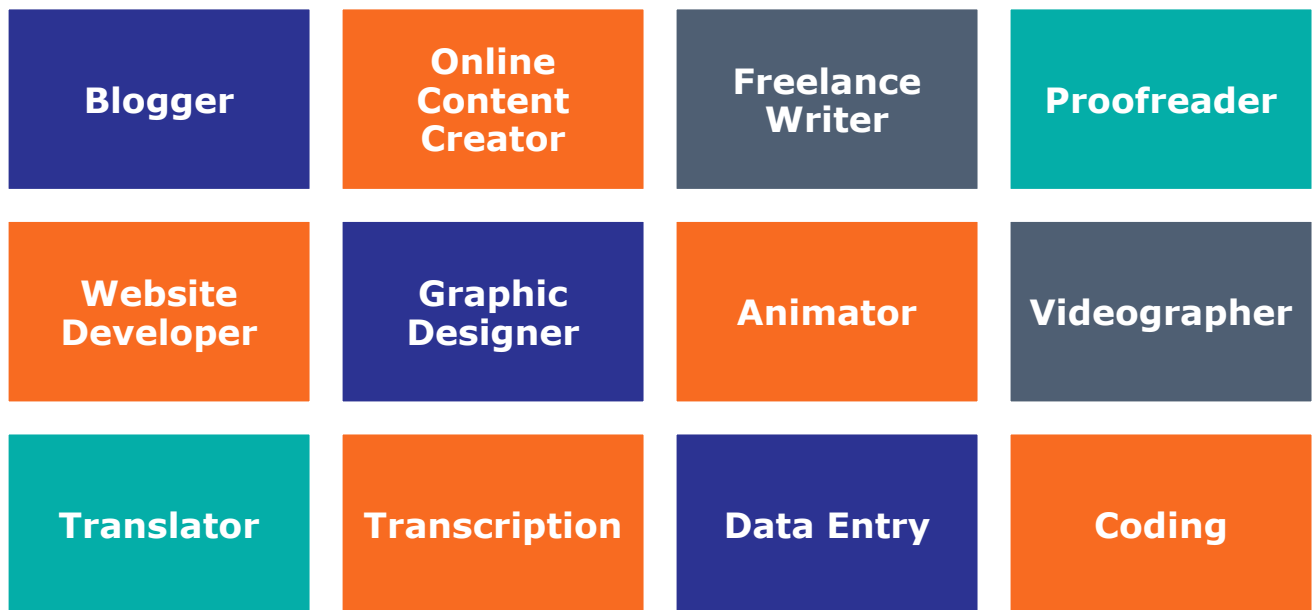 Blogger
Online
Content
Creator
Freelance
Writer
Proofreader
Website
Developer
Graphic
Designer
Animator
Videographer
Translator
Transcription
Data Entry
Coding